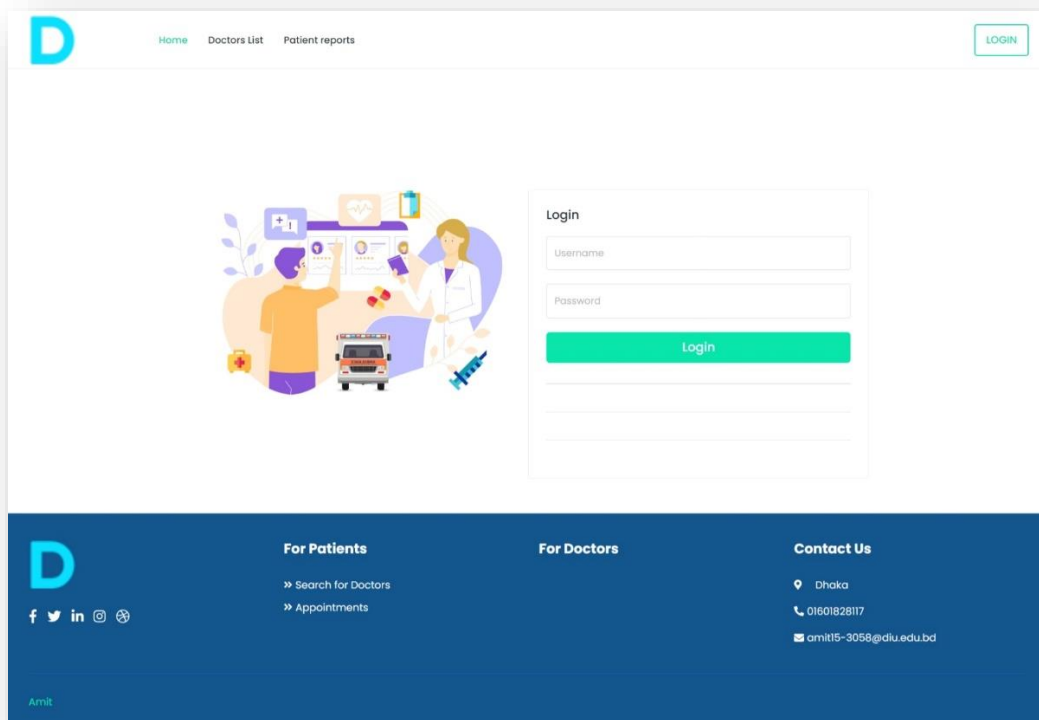 D
Home Doctors List Patient reports LOGIN
Login
Username
Password
Login
D
For Patients
» Search for Doctors
» Appointments
For Doctors
Contact Us
Dhaka
01601828117
amit15-3058@diu.edu.bd
Amit